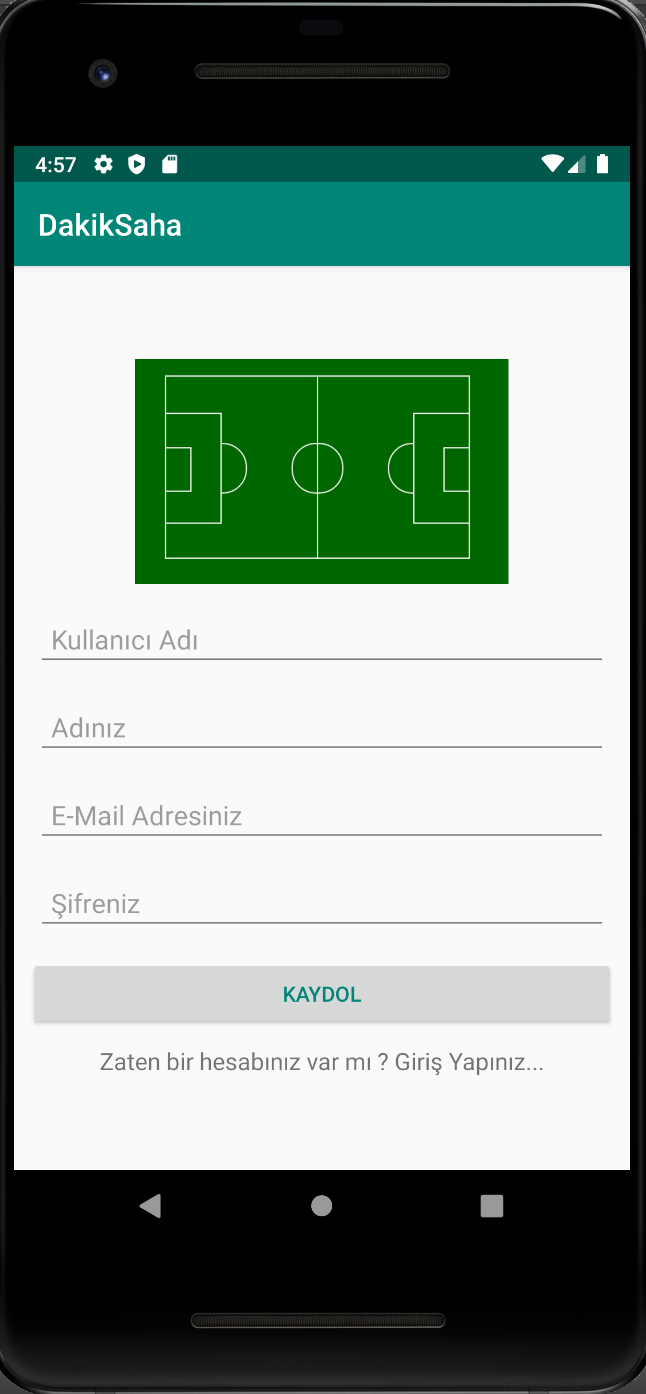 4:57
DakikSaha
Kullanıcı Adı
Adınız
E-Mail Adresiniz
Şifreniz
KAYDOL
Zaten bir hesabınız var mı ? Giriş Yapınız...